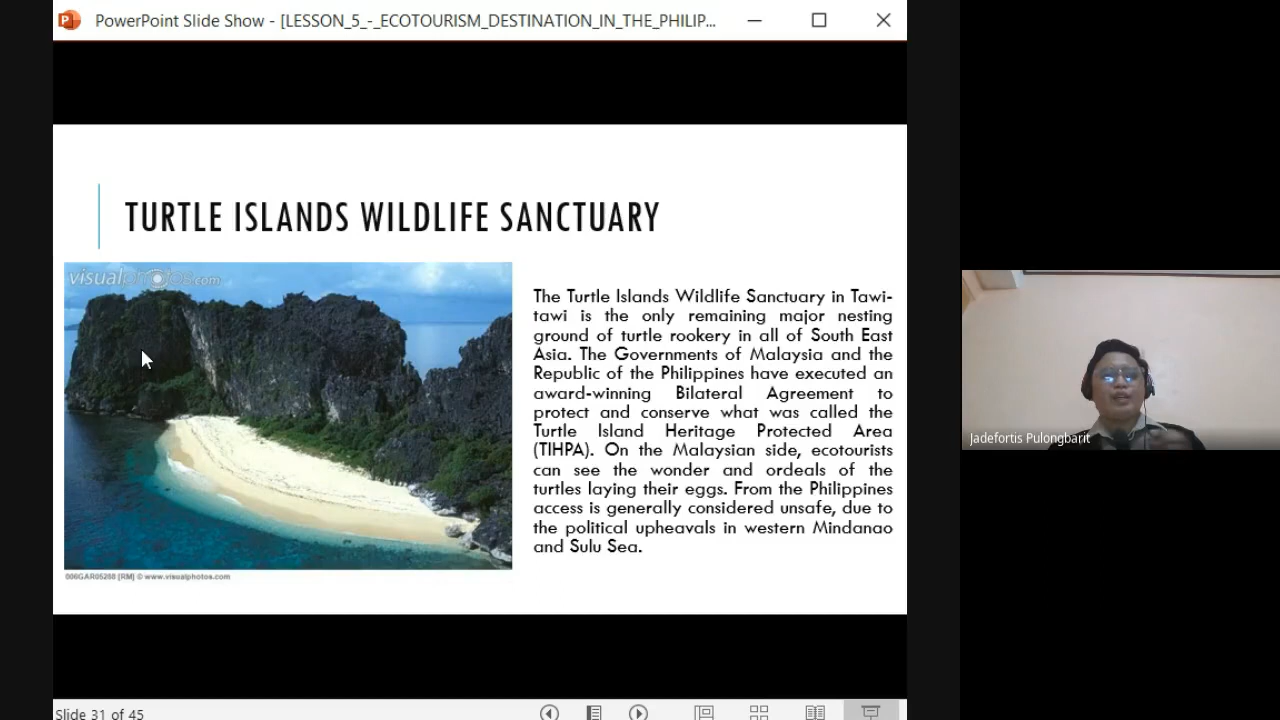 PowerPoint Slide Show - [LESSON_5_-_ECOTOURISM_DESTINATION_IN_THE_PHILIP...
TURTLE ISLANDS WILDLIFE SANCTUARY
visualphotos.com
The Turtle Islands Wildlife Sanctuary in Tawi-
tawi is the only remaining major nesting
ground of turtle rookery in all of South East
Asia. The Governments of Malaysia and the
Republic of the Philippines have executed an
award-winning Bilateral Agreement to
protect and conserve what was called the
Turtle Island Heritage Protected Area
(TIHPA). On the Malaysian side, ecotourists
can see the wonder and ordeals of the
turtles laying their eggs. From the Philippines
access is generally considered unsafe, due to
the political upheavals in western Mindanao
and Sulu Sea.
006GAR05208 [RM] © www.visualphotos.com
Jadefortis Pulongbarit
Slide 31 of 45